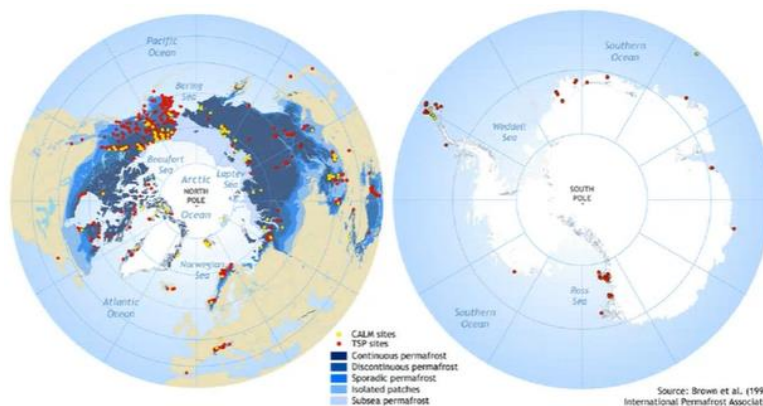 Pacific
Ocean
Bering
Sea
Beaufort
Sea
Arctic
NORTH
POLE
Laptev
Sea
Ocean
Norwegian
Sea
Atlantic
Ocean
Southern
Ocean
Weddell
Sea
SOUTH
POLE
Ross
Sea
Southern
Ocean
CALM sites
TSP sites
Continuous permafrost
Discontinuous permafrost
Sporadic permafrost
Isolated patches
Subsea permafrost
Source: Brown et al. (199
International Permafrost Associat